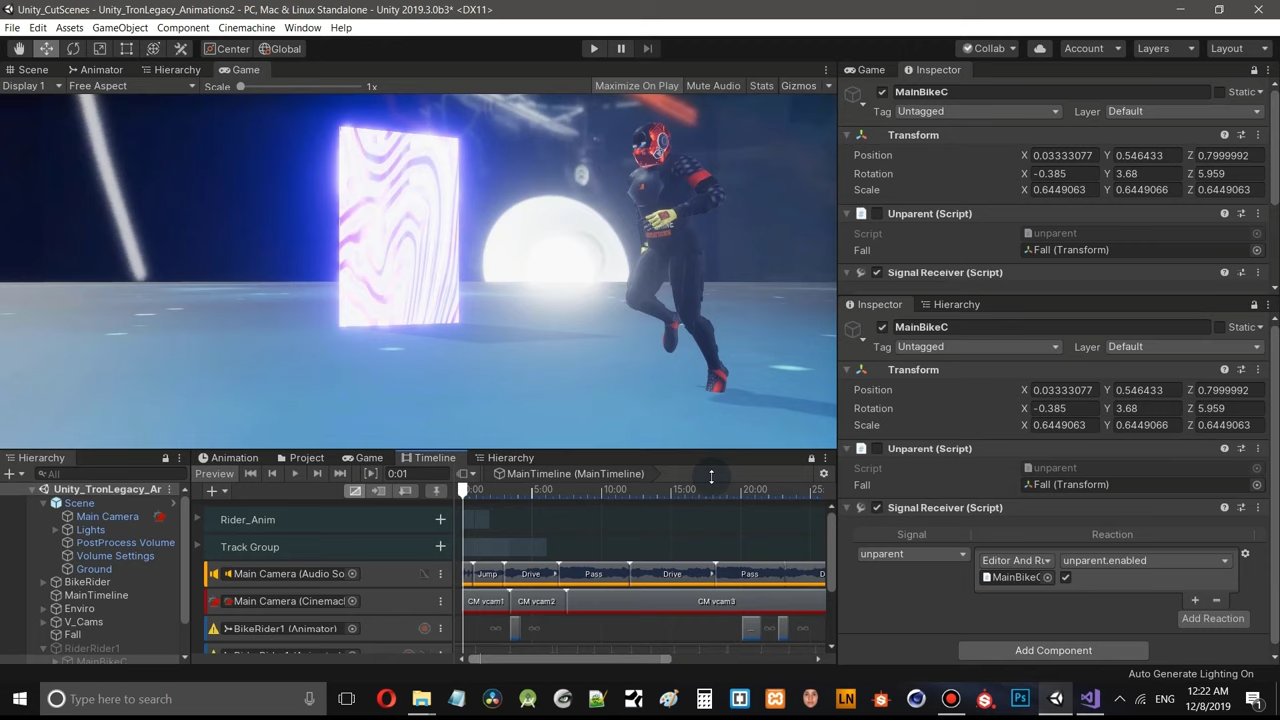 Unity_CutScenes - Unity_TronLegacy_Animations2 - PC, Mac & Linux Standalone - Unity 2019.3.0b3* <DX11>
File Edit Assets GameObject Component Cinemachine Window Help
Center Global Collab Account Layers Layout
Scene Animator Hierarchy Game
Display 1 Free Aspect Scale 1x Maximize On Play Mute Audio Stats Gizmos
Game Inspector
MainBikeC Static
Tag Untagged Layer Default
Transform
Position X 0.03333077 Y 0.546433 Z 0.7999992
Rotation X -0.385 Y 3.68 Z 5.959
Scale X 0.6449063 Y 0.6449066 Z 0.6449063
Unparent (Script)
Script unparent
Fall Fall (Transform)
Signal Receiver (Script)
Inspector Hierarchy
MainBikeC Static
Tag Untagged Layer Default
Transform
Position X 0.03333077 Y 0.546433 Z 0.7999992
Rotation X -0.385 Y 3.68 Z 5.959
Scale X 0.6449063 Y 0.6449066 Z 0.6449063
Unparent (Script)
Script unparent
Fall Fall (Transform)
Signal Receiver (Script)
Signal Reaction
unparent Editor And R unparent.enabled
MainBikeC
Add Reaction
Add Component
Auto Generate Lighting On
Hierarchy
All
Unity_TronLegacy_Ar
Scene
Main Camera
Lights
PostProcess Volume
Volume Settings
Ground
BikeRider
MainTimeline
Enviro
V_Cams
Fall
RiderRider1
MainBikeC
Animation Project Game Timeline Hierarchy
Preview 0:01 MainTimeline (MainTimeline)
0:00 5:00 10:00 15:00 20:00 25:
Rider_Anim
Track Group
Main Camera (Audio So Jump Drive Pass Drive Pass D
Main Camera (Cinemac CM vcam1 CM vcam2 CM vcam3
BikeRider1 (Animator)
Type here to search
ENG 12:22 AM
12/8/2019
LN
Ps